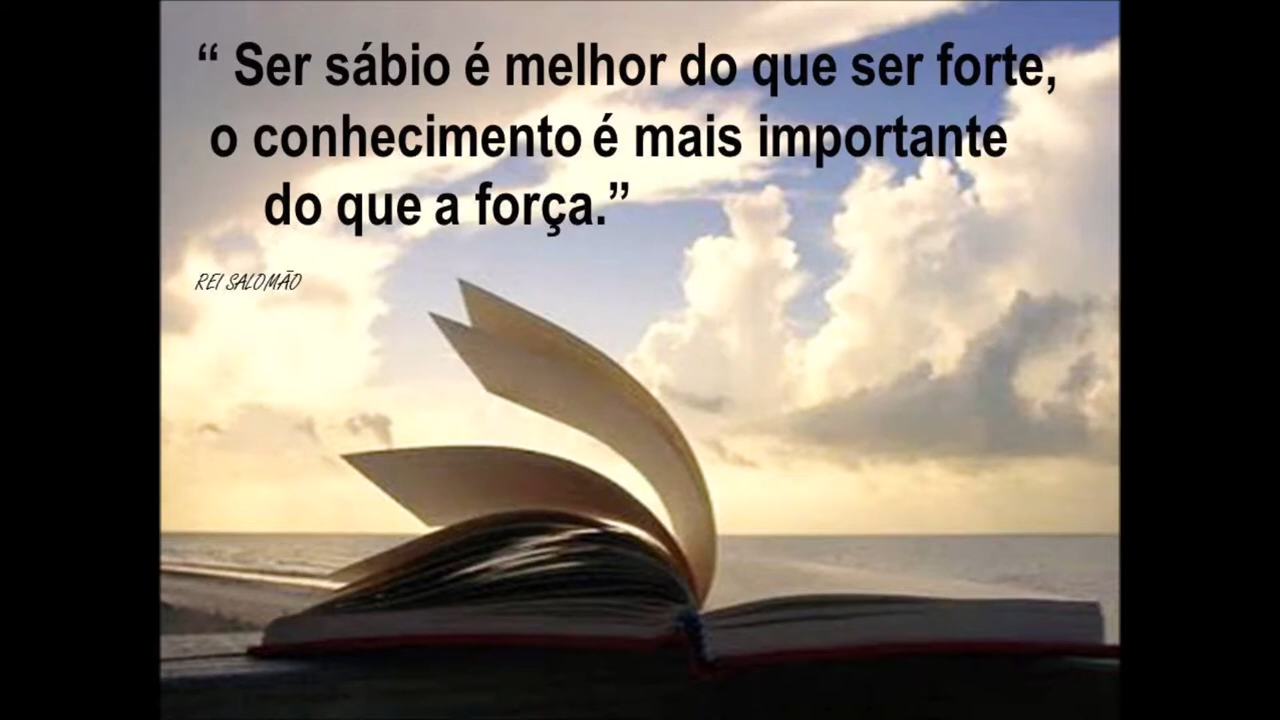 “ Ser sábio é melhor do que ser forte,
o conhecimento é mais importante
do que a força.”
REI SALOMÃO